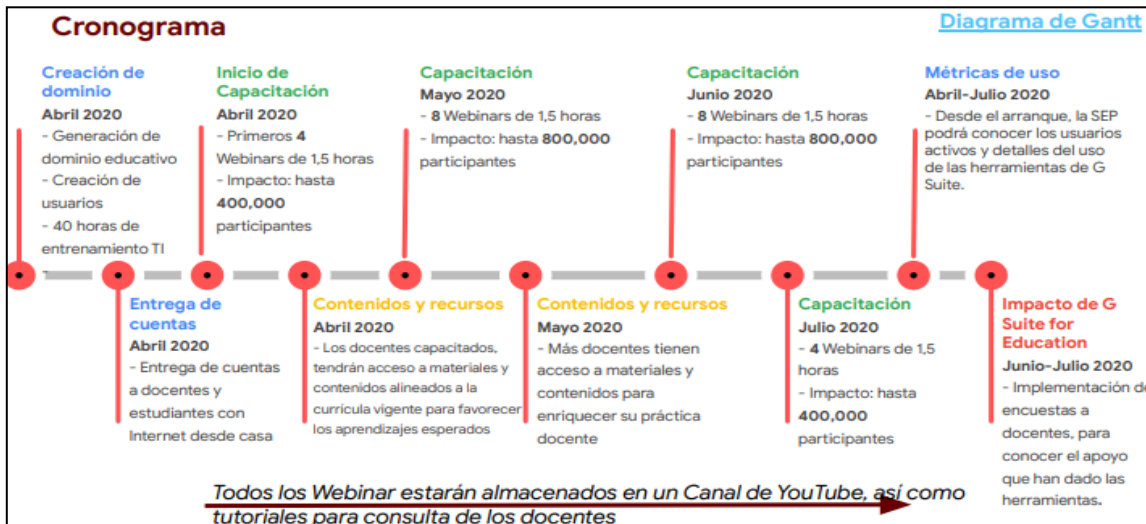 Cronograma
Diagrama de Gantt
Creación de
dominio
Abril 2020
- Generación de
dominio educativo
- Creación de
usuarios
- 40 horas de
entrenamiento TI
Inicio de
Capacitación
Abril 2020
- Primeros 4
Webinars de 1,5 horas
- Impacto: hasta
400,000
participantes
Capacitación
Mayo 2020
- 8 Webinars de 1,5 horas
- Impacto: hasta 800,000
participantes
Capacitación
Junio 2020
- 8 Webinars de 1,5 horas
- Impacto: hasta 800,000
participantes
Métricas de uso
Abril-Julio 2020
- Desde el arranque, la SEP
podrá conocer los usuarios
activos y detalles del uso
de las herramientas de G
Suite.
Entrega de
cuentas
Abril 2020
- Entrega de cuentas
a docentes y
estudiantes con
Internet desde casa
Contenidos y recursos
Abril 2020
- Los docentes capacitados,
tendrán acceso a materiales y
contenidos alineados a la
currícula vigente para favorecer
los aprendizajes esperados
Contenidos y recursos
Mayo 2020
- Más docentes tienen
acceso a materiales y
contenidos para
enriquecer su práctica
docente
Capacitación
Julio 2020
- 4 Webinars de 1,5
horas
- Impacto: hasta
400,000
participantes
Impacto de G
Suite for
Education
Junio-Julio 2020
- Implementación de
encuestas a
docentes, para
conocer el apoyo
que han dado las
herramientas.
Todos los Webinar estarán almacenados en un Canal de YouTube, así como
tutoriales para consulta de los docentes